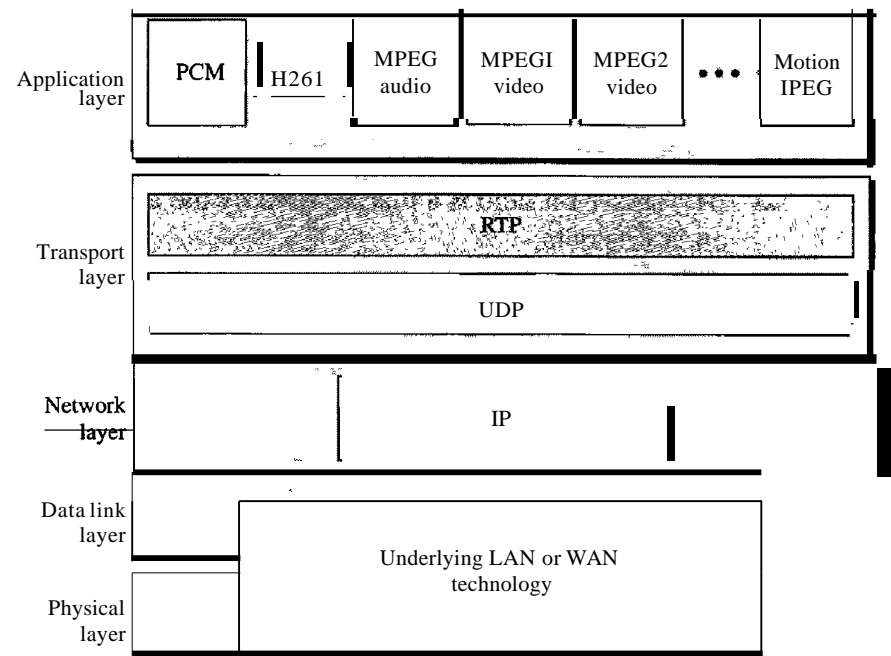 Application
layer
PCM
H261
MPEG
audio
MPEGI
video
MPEG2
video
•••
Motion
IPEG
Transport
layer
RTP
UDP
Network
layer
IP
Data link
layer
Underlying LAN or WAN
technology
Physical
layer